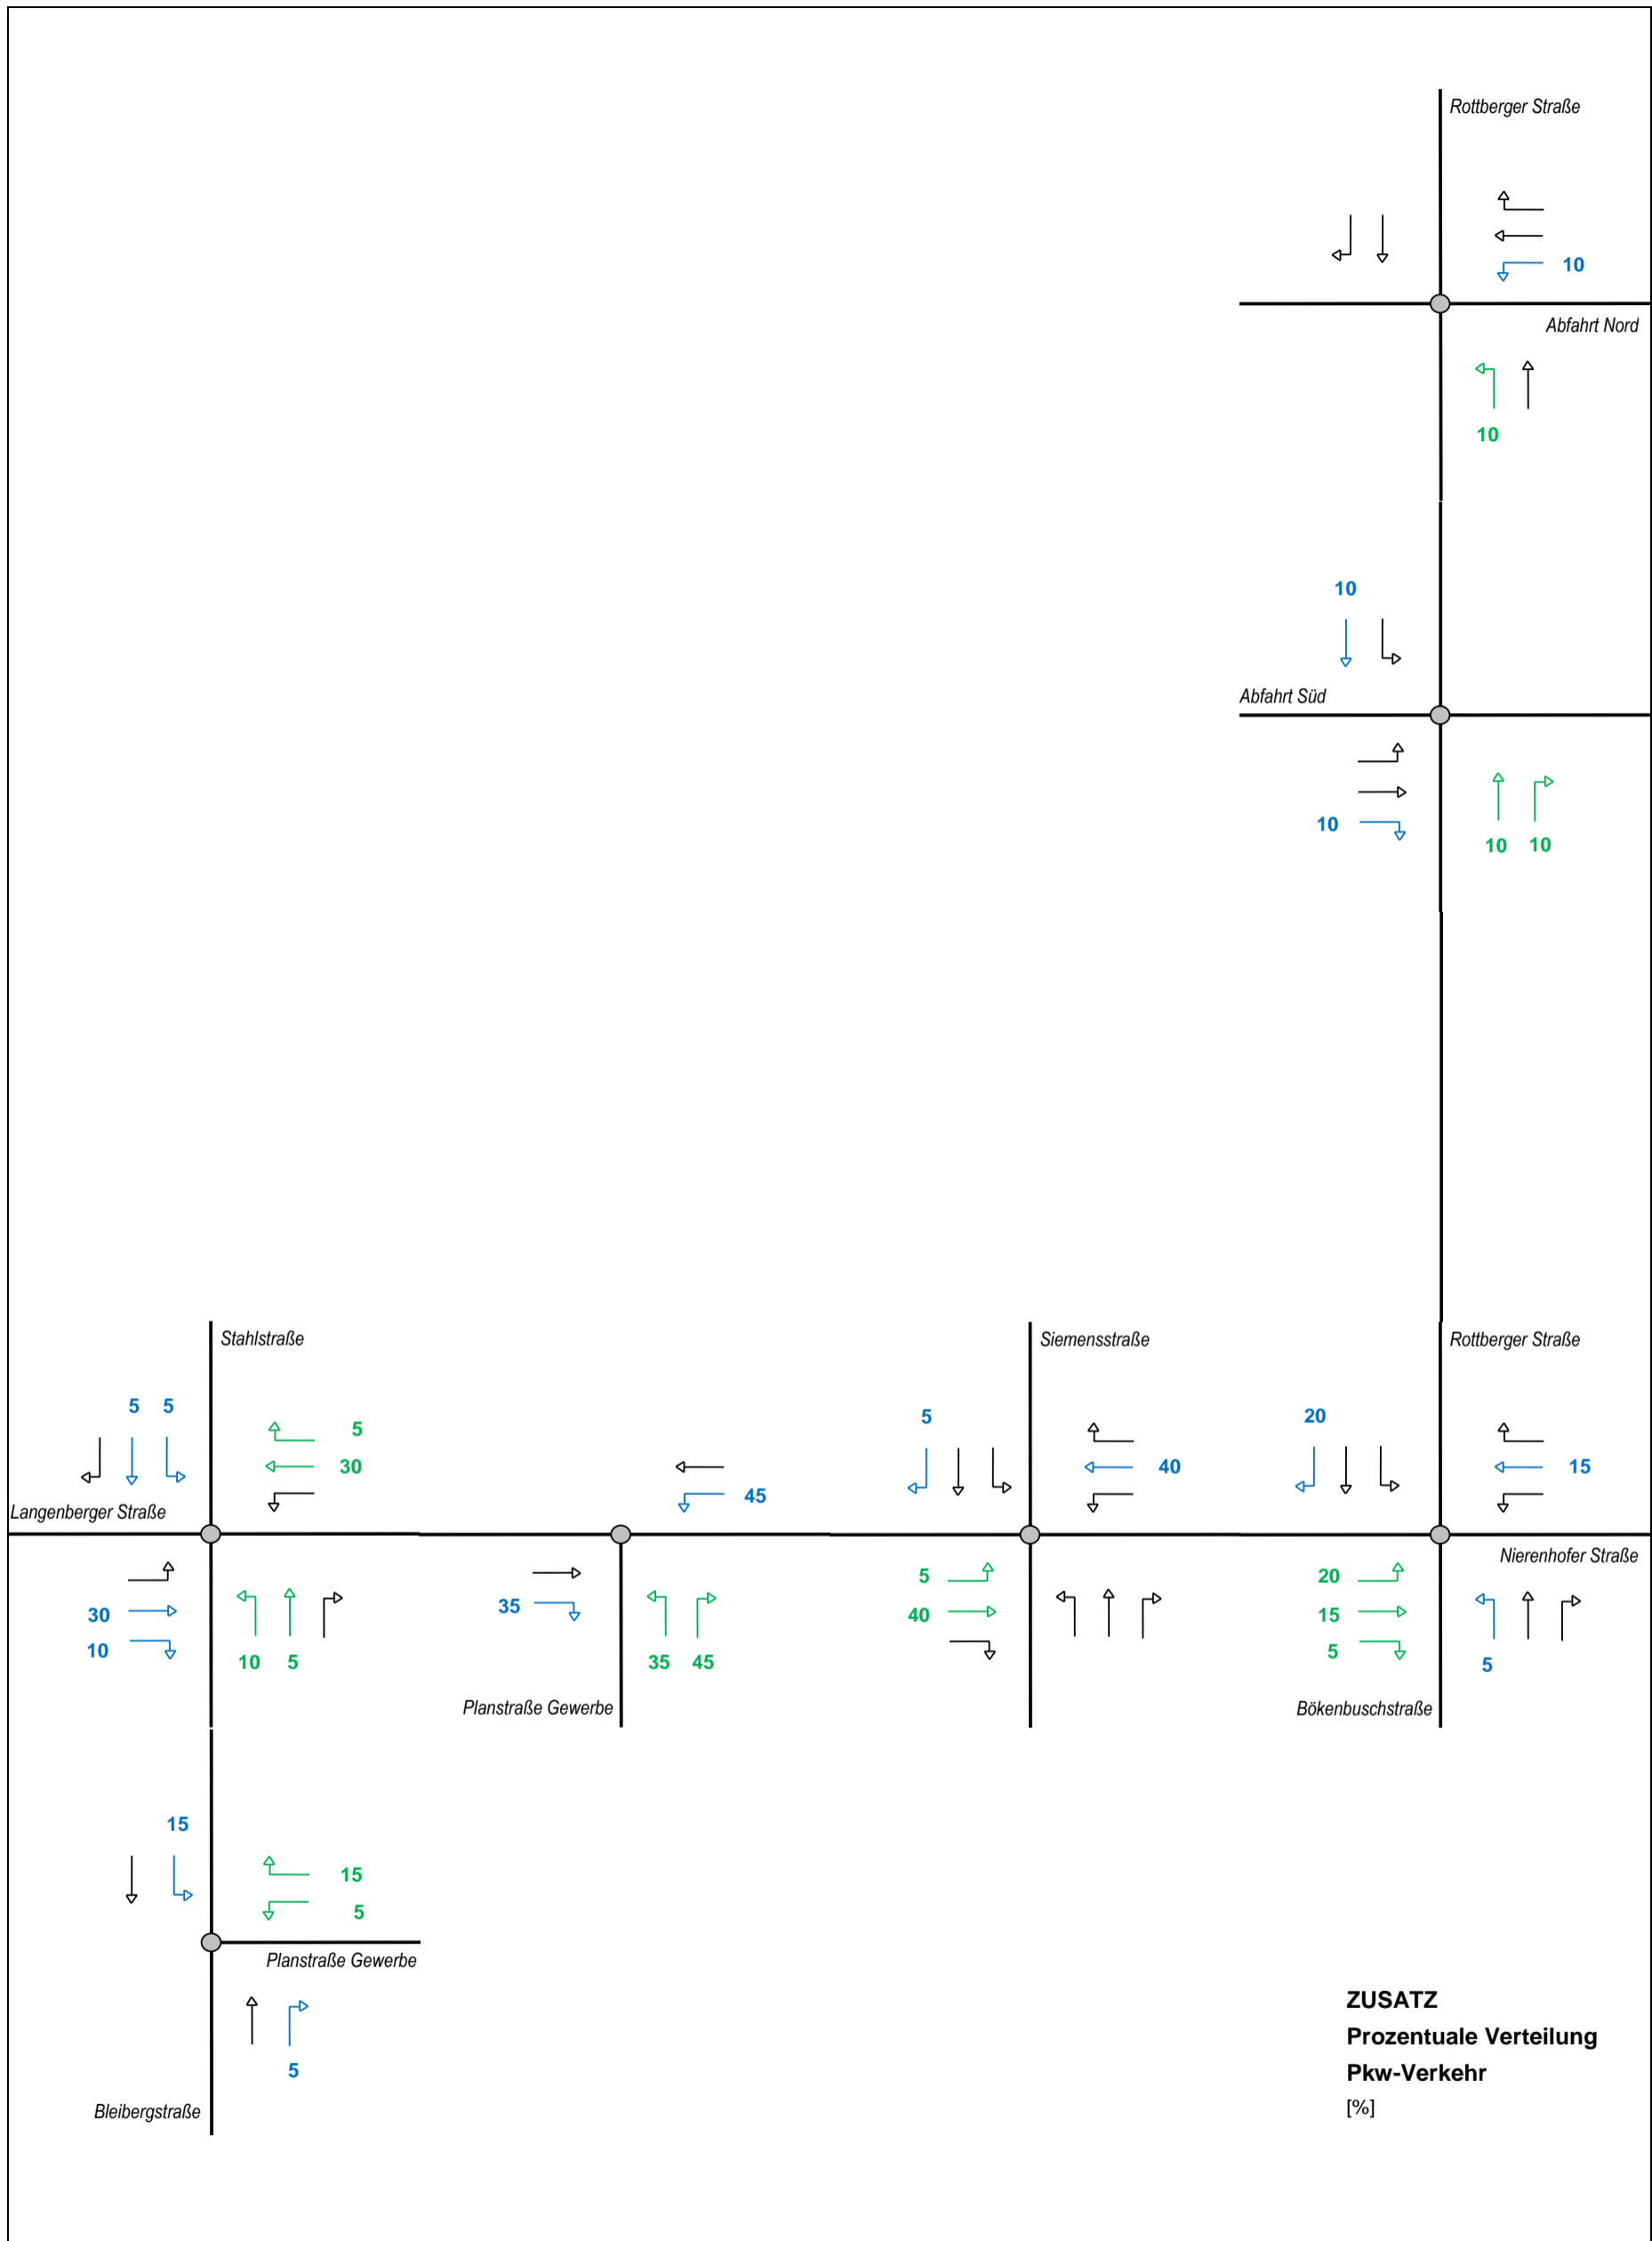 Rottberger Straße
10
Abfahrt Nord
10
10
Abfahrt Süd
10
10 10
Stahlstraße
Siemensstraße
Rottberger Straße
5 5
5
30
45
5
40
20
15
Langenberger Straße
Nierenhofer Straße
30
10
10 5
35
35 45
5
40
20
15
5
5
Planstraße Gewerbe
Bökenbuschstraße
15
15
5
Planstraße Gewerbe
5
Bleibergstraße
ZUSATZ
Prozentuale Verteilung
Pkw-Verkehr
[%]